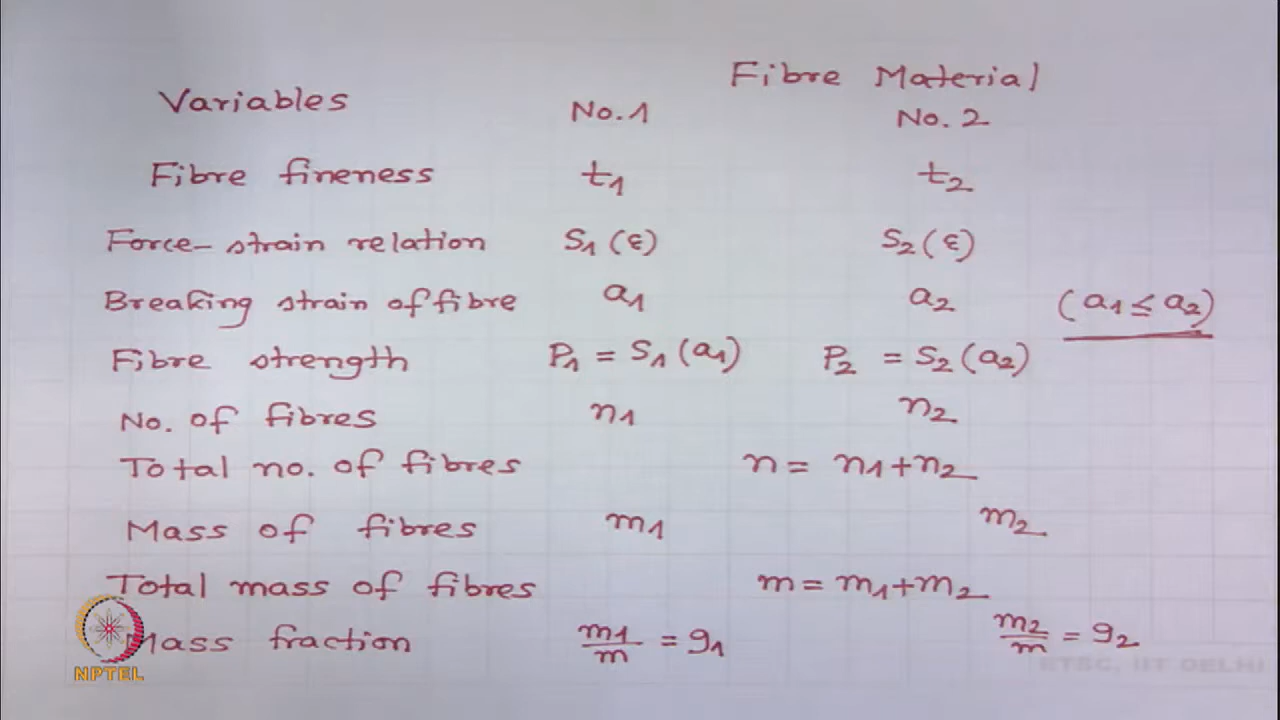 Fibre Material
Variables No.1 No.2
Fibre fineness t1 t2
Force-strain relation S1(ε) S2(ε)
Breaking strain of fibre a1 a2 (a1≤a2)
Fibre strength P1 = S1(a1) P2 = S2(a2)
No. of fibres n1 n2
Total no. of fibres n = n1+n2
Mass of fibres m1 m2
Total mass of fibres m = m1+m2
Mass fraction m1/m = g1 m2/m = g2
NPTEL
ETSC, IIT DELHI